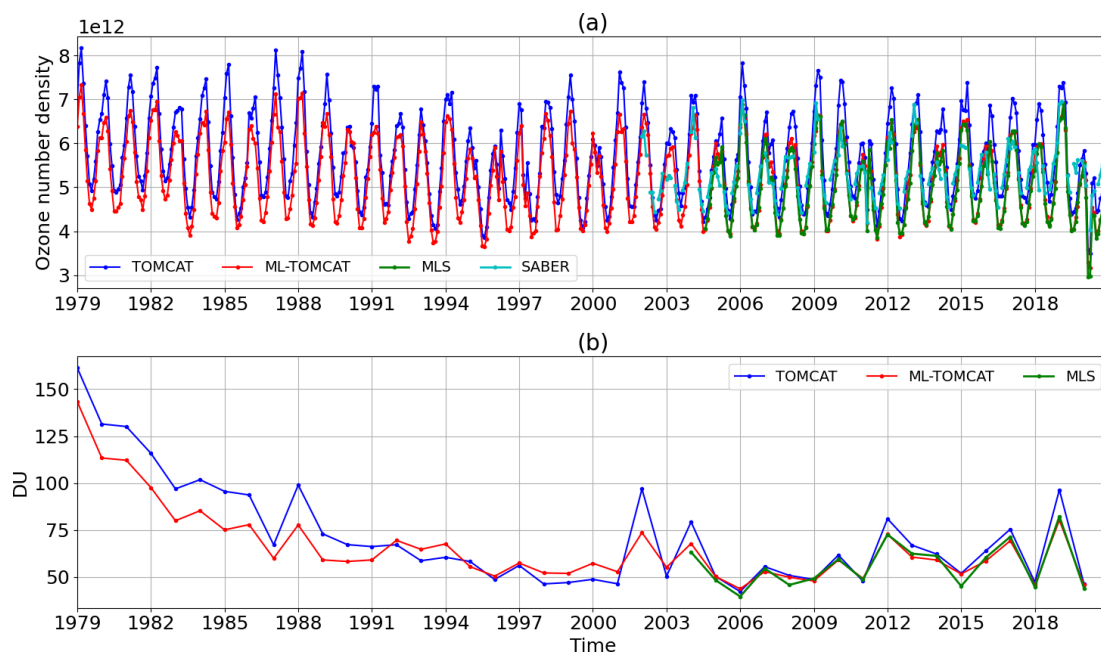 (a)
1e12
Ozone number density
8
7
6
5
4
3
TOMCAT ML-TOMCAT MLS SABER
1979 1982 1985 1988 1991 1994 1997 2000 2003 2006 2009 2012 2015 2018
(b)
DU
150
125
100
75
50
TOMCAT ML-TOMCAT MLS
1979 1982 1985 1988 1991 1994 1997 2000 2003 2006 2009 2012 2015 2018
Time